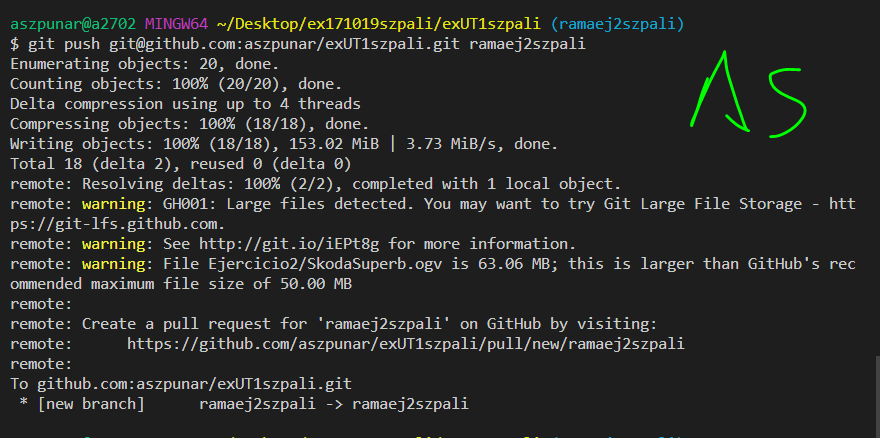 aszpunar@a2702 MINGW64 ~/Desktop/ex171019szpali/exUT1szpali (ramaej2szpali)
$ git push git@github.com:aszpunar/exUT1szpali.git ramaej2szpali
Enumerating objects: 20, done.
Counting objects: 100% (20/20), done.
Delta compression using up to 4 threads
Compressing objects: 100% (18/18), done.
Writing objects: 100% (18/18), 153.02 MiB | 3.73 MiB/s, done.
Total 18 (delta 2), reused 0 (delta 0)
remote: Resolving deltas: 100% (2/2), completed with 1 local object.
remote: warning: GH001: Large files detected. You may want to try Git Large File Storage - htt
ps://git-lfs.github.com.
remote: warning: See http://git.io/iEPt8g for more information.
remote: warning: File Ejercicio2/SkodaSuperb.ogv is 63.06 MB; this is larger than GitHub's rec
ommended maximum file size of 50.00 MB
remote:
remote: Create a pull request for 'ramaej2szpali' on GitHub by visiting:
remote:      https://github.com/aszpunar/exUT1szpali/pull/new/ramaej2szpali
remote:
To github.com:aszpunar/exUT1szpali.git
 * [new branch]      ramaej2szpali -> ramaej2szpali
AS